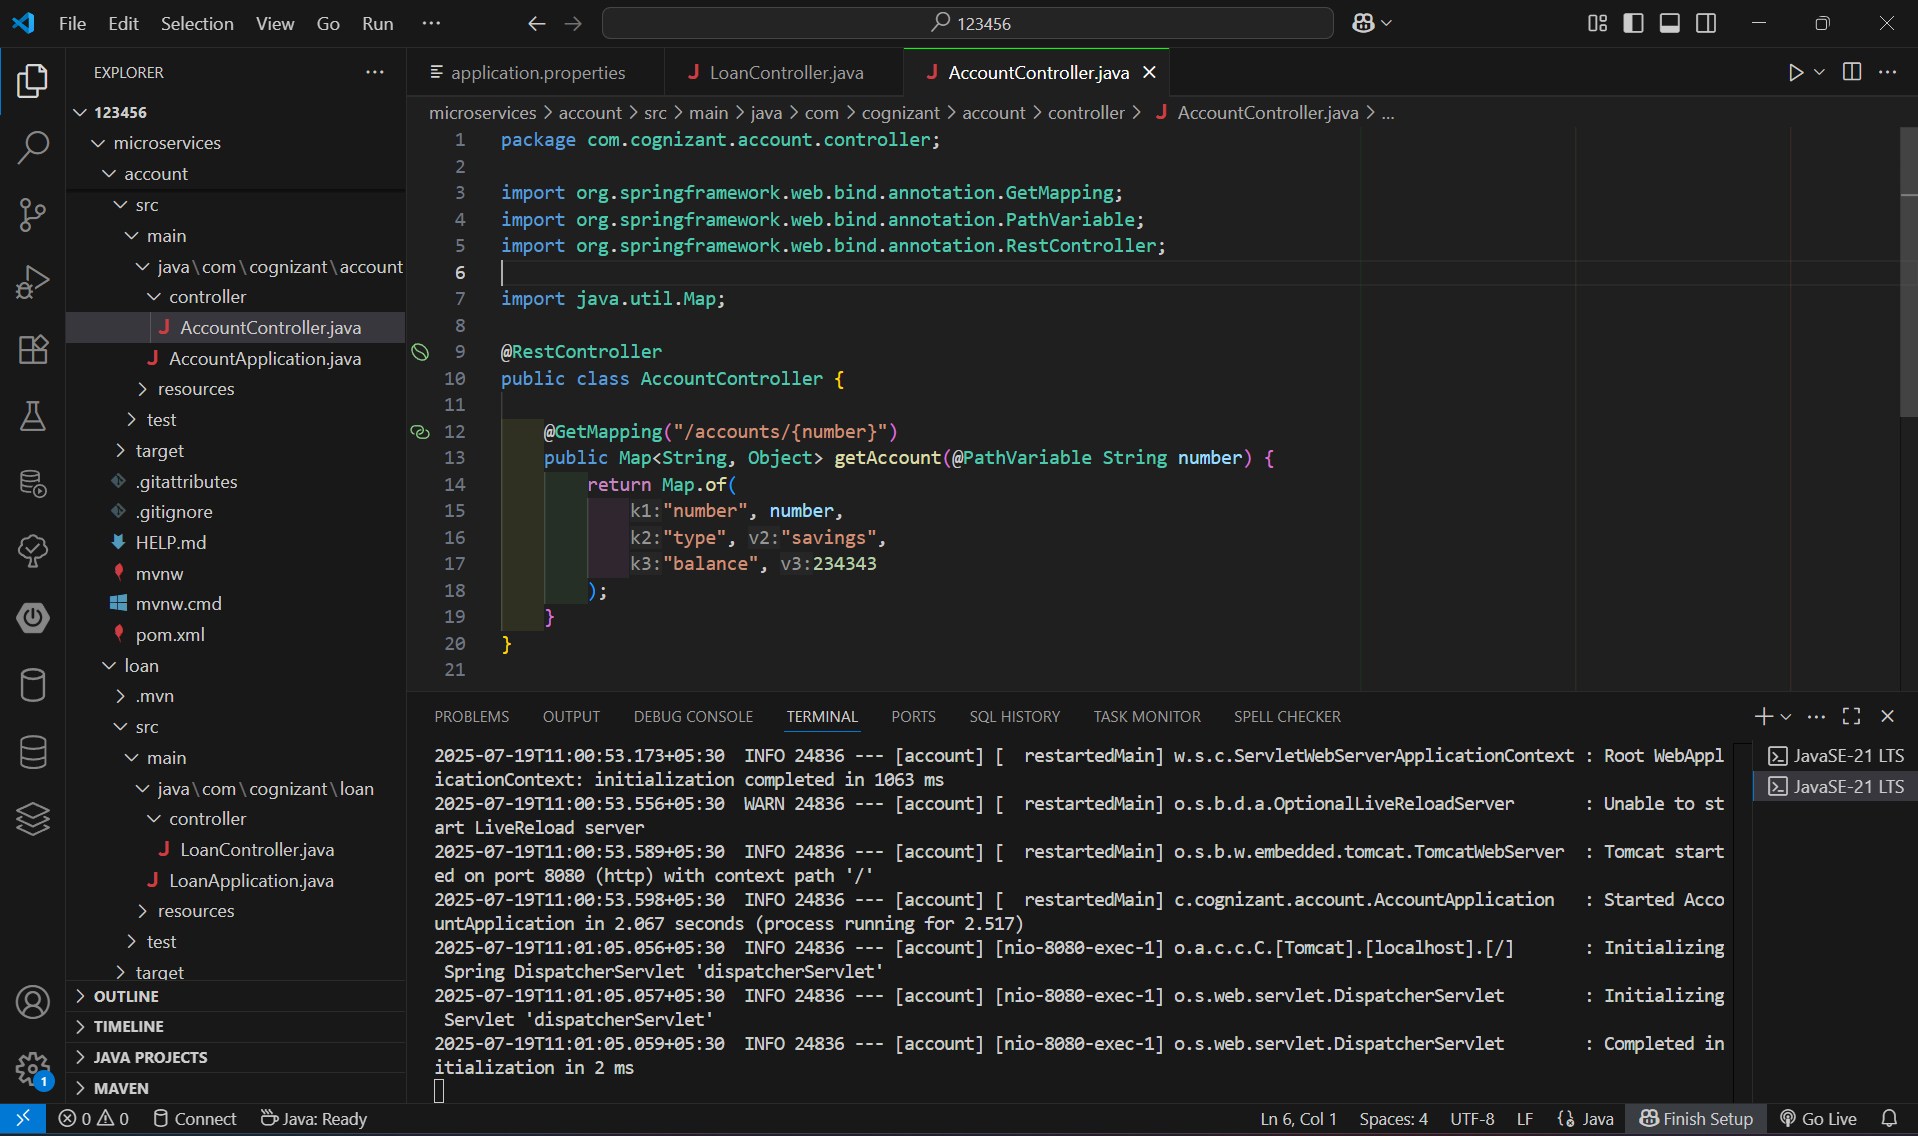 File Edit Selection View Go Run ··· 123456
EXPLORER ···
123456
microservices
account
src
main
java\com\cognizant\account
controller
AccountController.java
AccountApplication.java
resources
test
target
.gitattributes
.gitignore
HELP.md
mvnw
mvnw.cmd
pom.xml
loan
.mvn
src
main
java\com\cognizant\loan
controller
LoanController.java
LoanApplication.java
resources
test
target
OUTLINE
TIMELINE
JAVA PROJECTS
MAVEN
1
application.properties LoanController.java AccountController.java
microservices > account > src > main > java > com > cognizant > account > controller > AccountController.java > ...
1 package com.cognizant.account.controller;
2
3 import org.springframework.web.bind.annotation.GetMapping;
4 import org.springframework.web.bind.annotation.PathVariable;
5 import org.springframework.web.bind.annotation.RestController;
6
7 import java.util.Map;
8
9 @RestController
10 public class AccountController {
11
12 @GetMapping("/accounts/{number}")
13 public Map<String, Object> getAccount(@PathVariable String number) {
14 return Map.of(
15 k1:"number", number,
16 k2:"type", v2:"savings",
17 k3:"balance", v3:234343
18 );
19 }
20 }
21
PROBLEMS OUTPUT DEBUG CONSOLE TERMINAL PORTS SQL HISTORY TASK MONITOR SPELL CHECKER
2025-07-19T11:00:53.173+05:30  INFO 24836 --- [account] [  restartedMain] w.s.c.ServletWebServerApplicationContext : Root WebAppl
icationContext: initialization completed in 1063 ms
2025-07-19T11:00:53.556+05:30  WARN 24836 --- [account] [  restartedMain] o.s.b.d.a.OptionalLiveReloadServer       : Unable to st
art LiveReload server
2025-07-19T11:00:53.589+05:30  INFO 24836 --- [account] [  restartedMain] o.s.b.w.embedded.tomcat.TomcatWebServer  : Tomcat start
ed on port 8080 (http) with context path '/'
2025-07-19T11:00:53.598+05:30  INFO 24836 --- [account] [  restartedMain] c.cognizant.account.AccountApplication   : Started Acco
untApplication in 2.067 seconds (process running for 2.517)
2025-07-19T11:01:05.056+05:30  INFO 24836 --- [account] [nio-8080-exec-1] o.a.c.c.C.[Tomcat].[localhost].[/]       : Initializing
Spring DispatcherServlet 'dispatcherServlet'
2025-07-19T11:01:05.057+05:30  INFO 24836 --- [account] [nio-8080-exec-1] o.s.web.servlet.DispatcherServlet        : Initializing
Servlet 'dispatcherServlet'
2025-07-19T11:01:05.059+05:30  INFO 24836 --- [account] [nio-8080-exec-1] o.s.web.servlet.DispatcherServlet        : Completed in
itialization in 2 ms
JavaSE-21 LTS
JavaSE-21 LTS
0 0 Connect Java: Ready Ln 6, Col 1 Spaces: 4 UTF-8 LF Java Finish Setup Go Live